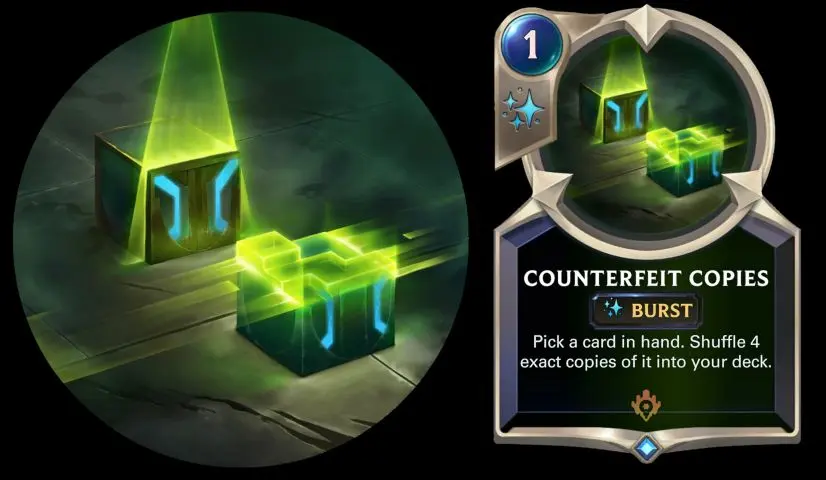 1
COUNTERFEIT COPIES
BURST
Pick a card in hand. Shuffle 4
exact copies of it into your deck.